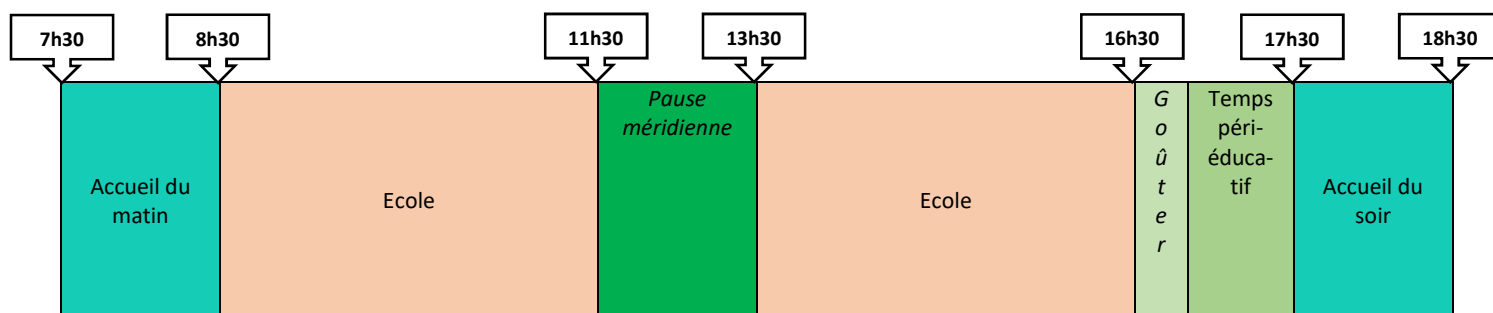 7h30
8h30
11h30
13h30
16h30
17h30
18h30
Accueil du
matin
Ecole
Pause
méridienne
Ecole
G
o
û
t
e
r
Temps
péri-
éduca-
tif
Accueil du
soir